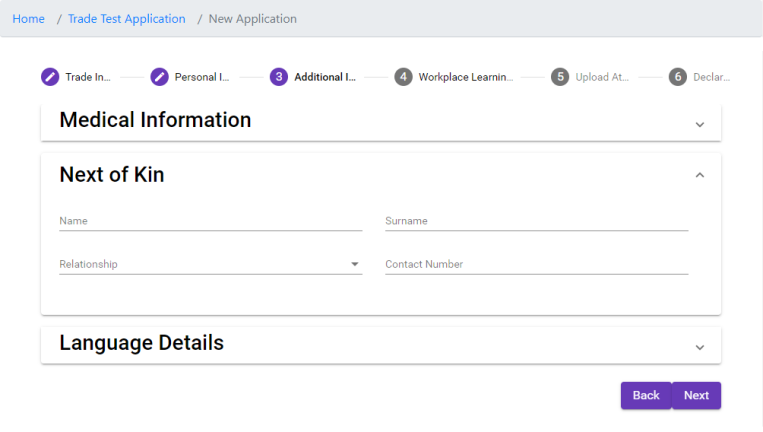 Home / Trade Test Application / New Application
Trade In... Personal I... 3 Additional I... 4 Workplace Learnin... 5 Upload At... 6 Declar...
Medical Information
Next of Kin
Name Surname
Relationship Contact Number
Language Details
Back Next